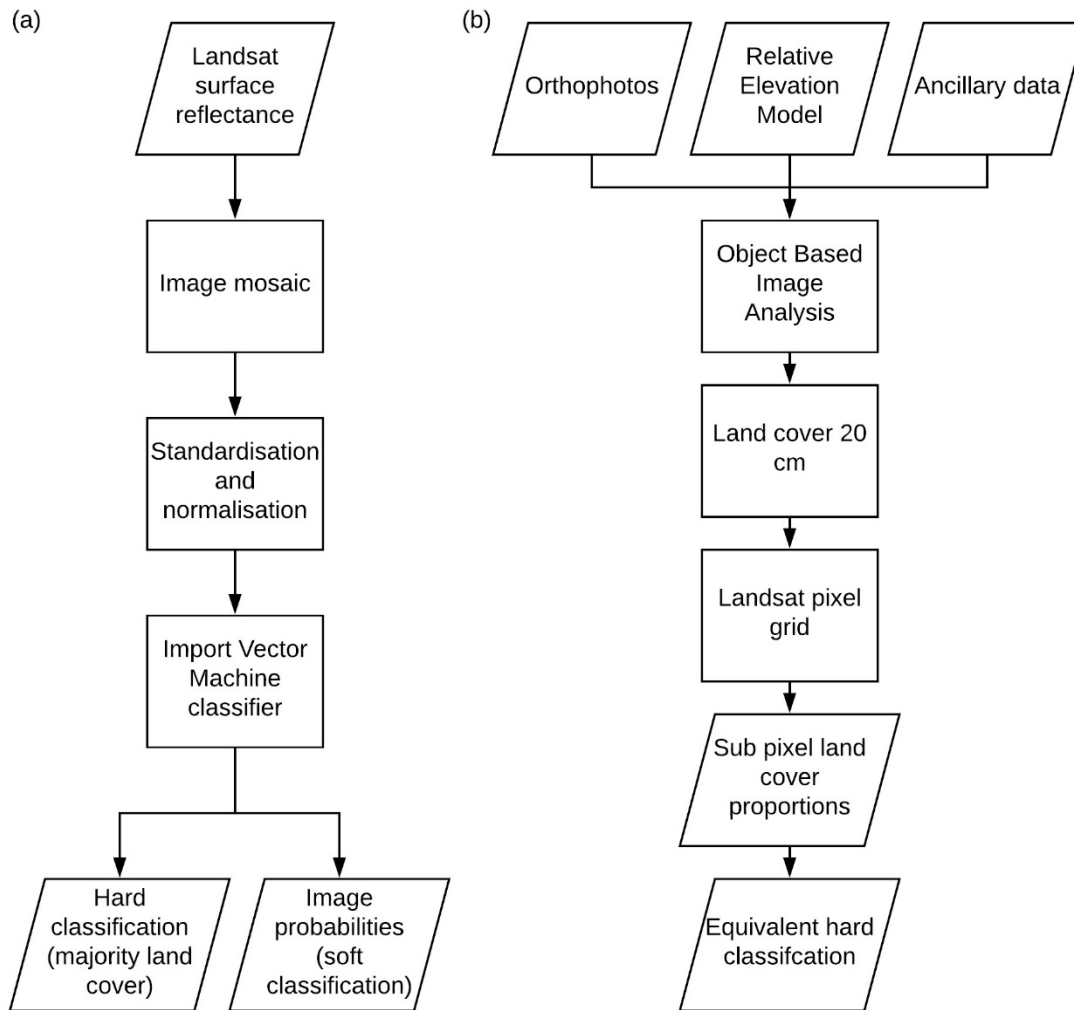 (a)
Landsat
surface
reflectance
Image mosaic
Standardisation
and
normalisation
Import Vector
Machine
classifier
Hard
classification
(majority land
cover)
Image
probabilities
(soft
classification)
(b)
Orthophotos
Relative
Elevation
Model
Ancillary data
Object Based
Image
Analysis
Land cover 20
cm
Landsat pixel
grid
Sub pixel land
cover
proportions
Equivalent hard
classifcation